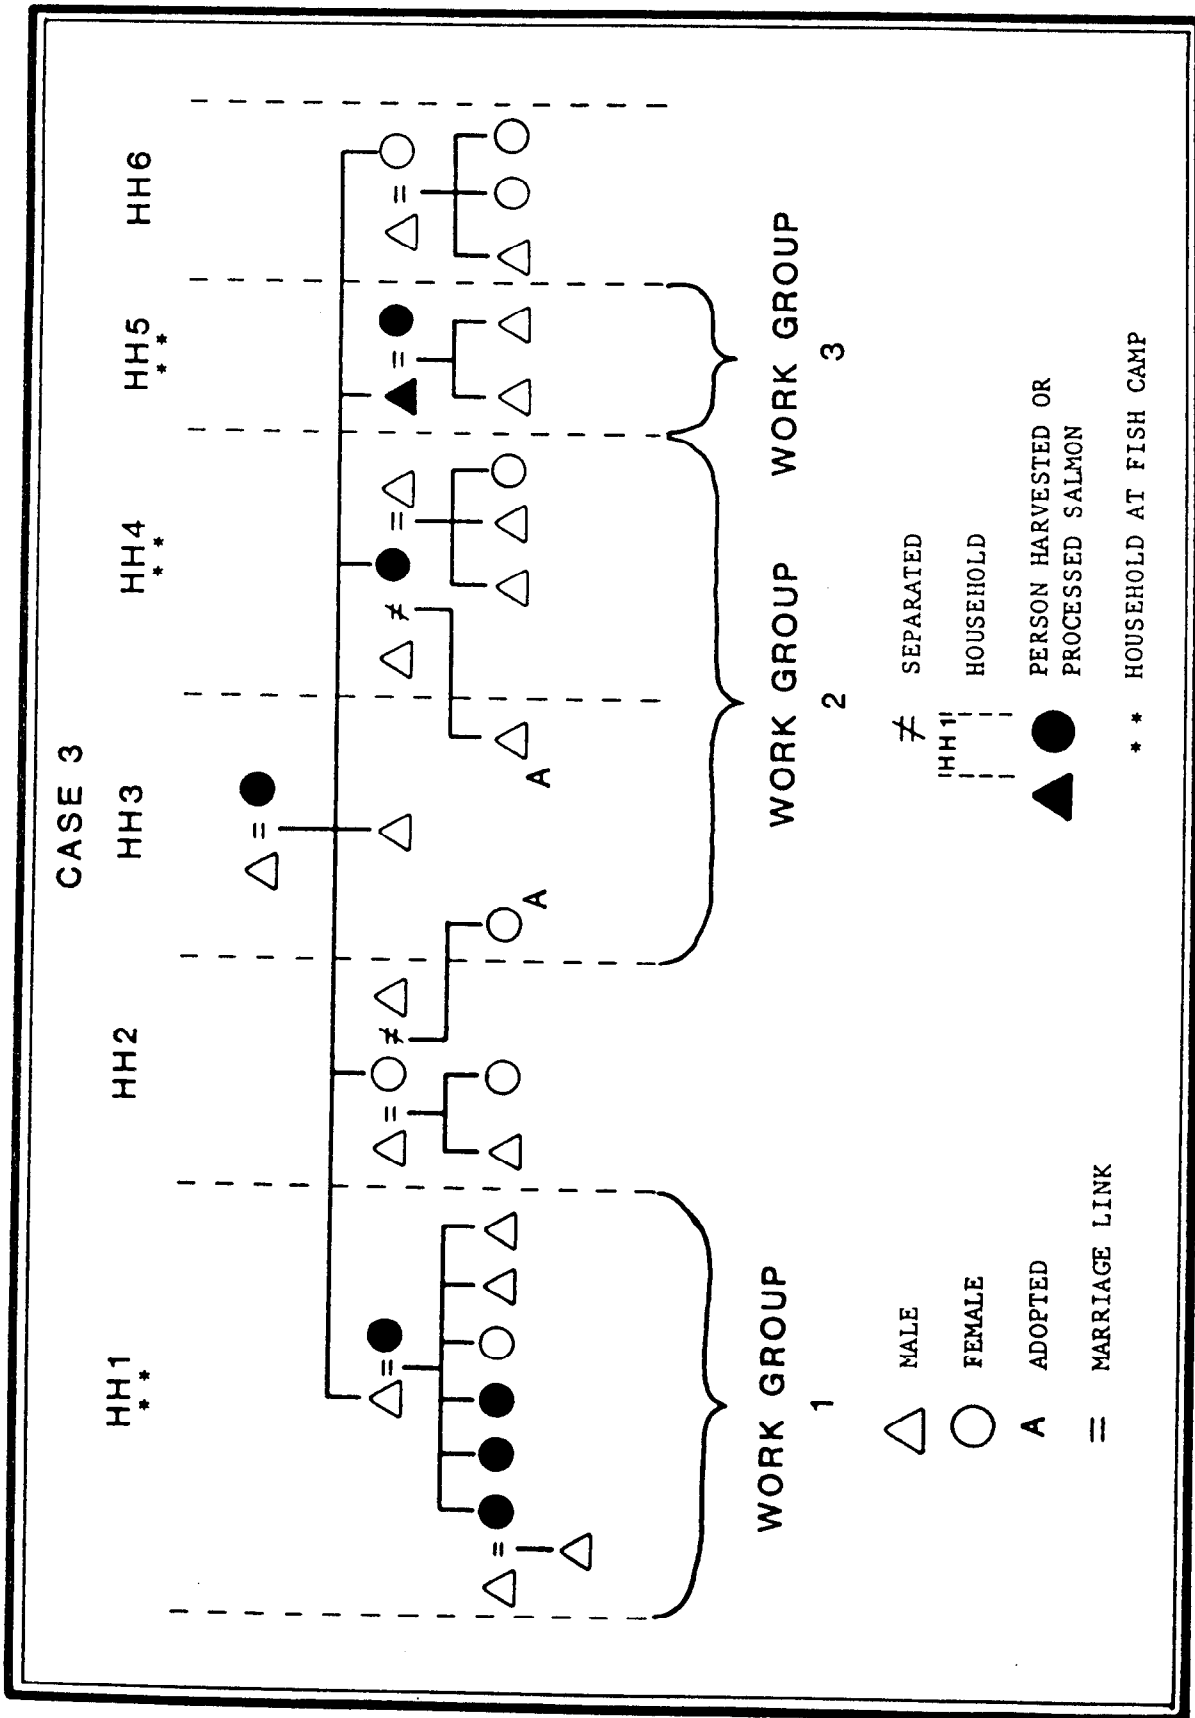 CASE 3
HH1
* *
HH2
HH3
HH4
* *
HH5
* *
HH6
A
A
WORK GROUP
1
WORK GROUP
2
WORK GROUP
3
MALE
FEMALE
A ADOPTED
= MARRIAGE LINK
≠ SEPARATED
HH1 HOUSEHOLD
PERSON HARVESTED OR
PROCESSED SALMON
* * HOUSEHOLD AT FISH CAMP